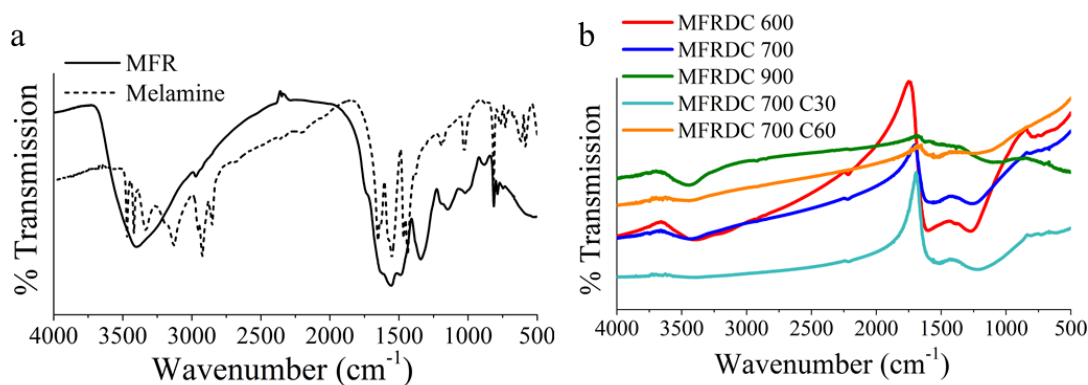 a
MFR
Melamine
% Transmission
4000 3500 3000 2500 2000 1500 1000 500
Wavenumber (cm⁻¹)
b
MFRDC 600
MFRDC 700
MFRDC 900
MFRDC 700 C30
MFRDC 700 C60
% Transmission
4000 3500 3000 2500 2000 1500 1000 500
Wavenumber (cm⁻¹)